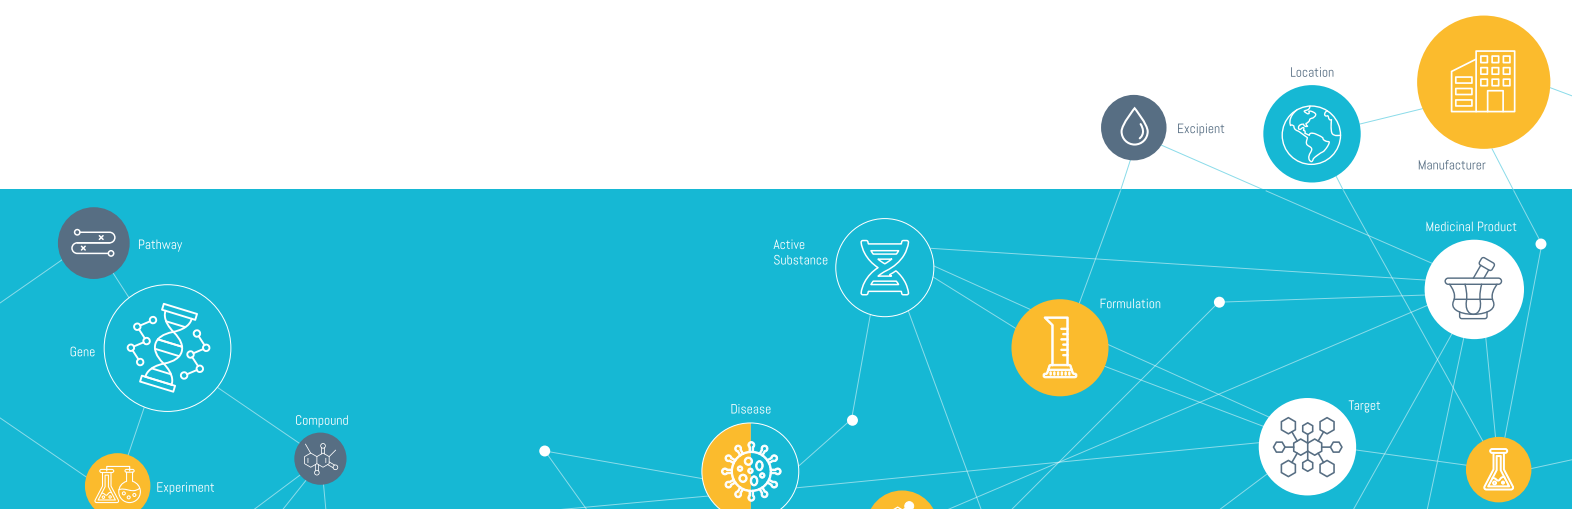 Location
Excipient
Manufacturer
Medicinal Product
Pathway
Active
Substance
Formulation
Gene
Target
Disease
Compound
Experiment